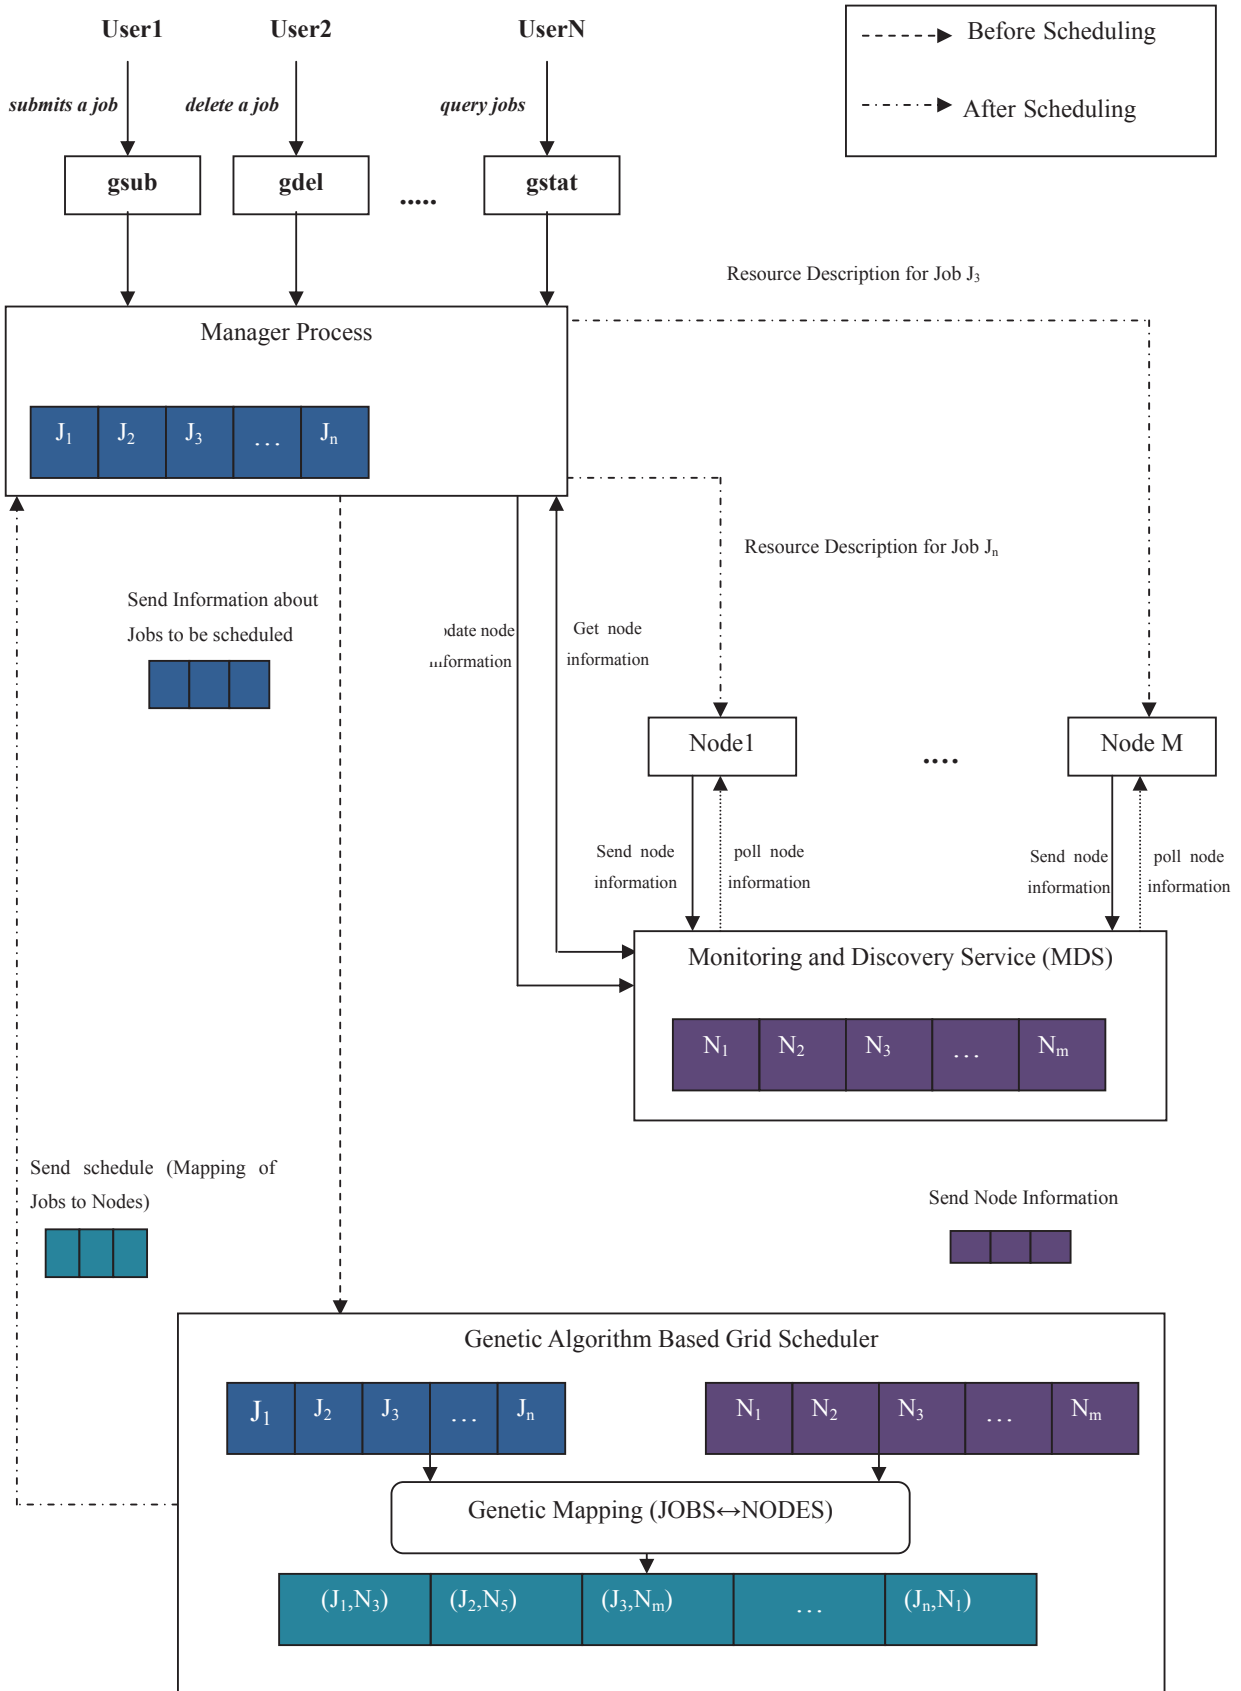 User1
User2
UserN
Before Scheduling
After Scheduling
submits a job
delete a job
query jobs
gsub
gdel
.....
gstat
Resource Description for Job J3
Manager Process
J1 J2 J3 … Jn
Resource Description for Job Jn
Send Information about
Jobs to be scheduled
node
information
Get node
information
Node1
....
Node M
Send node
information
poll node
information
Send node
information
poll node
information
Monitoring and Discovery Service (MDS)
N1 N2 N3 … Nm
Send schedule (Mapping of
Jobs to Nodes)
Send Node Information
Genetic Algorithm Based Grid Scheduler
J1 J2 J3 … Jn
N1 N2 N3 … Nm
Genetic Mapping (JOBS↔NODES)
(J1,N3) (J2,N5) (J3,Nm) … (Jn,N1)